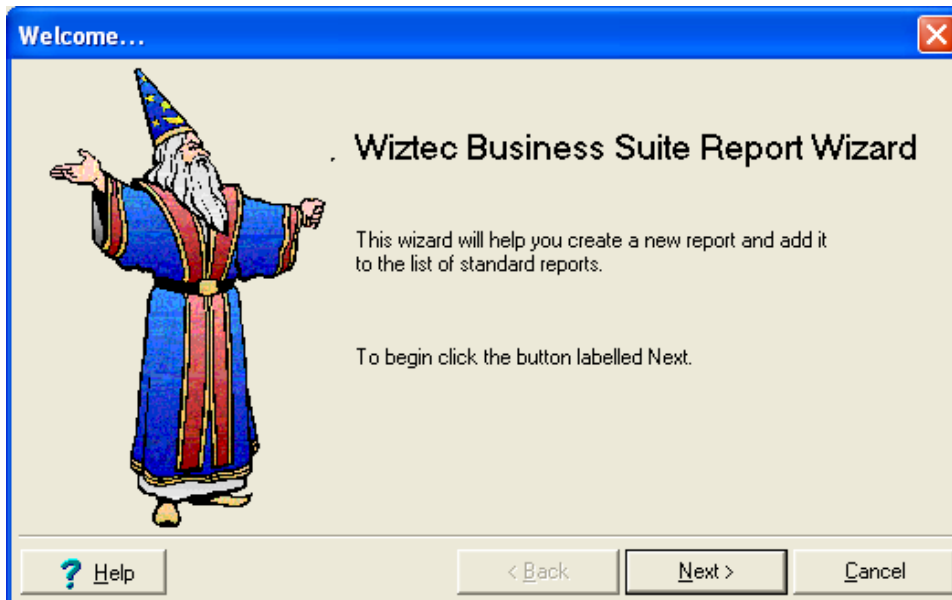 Welcome...
Wiztec Business Suite Report Wizard
This wizard will help you create a new report and add it
to the list of standard reports.
To begin click the button labelled Next.
? Help
< Back
Next >
Cancel